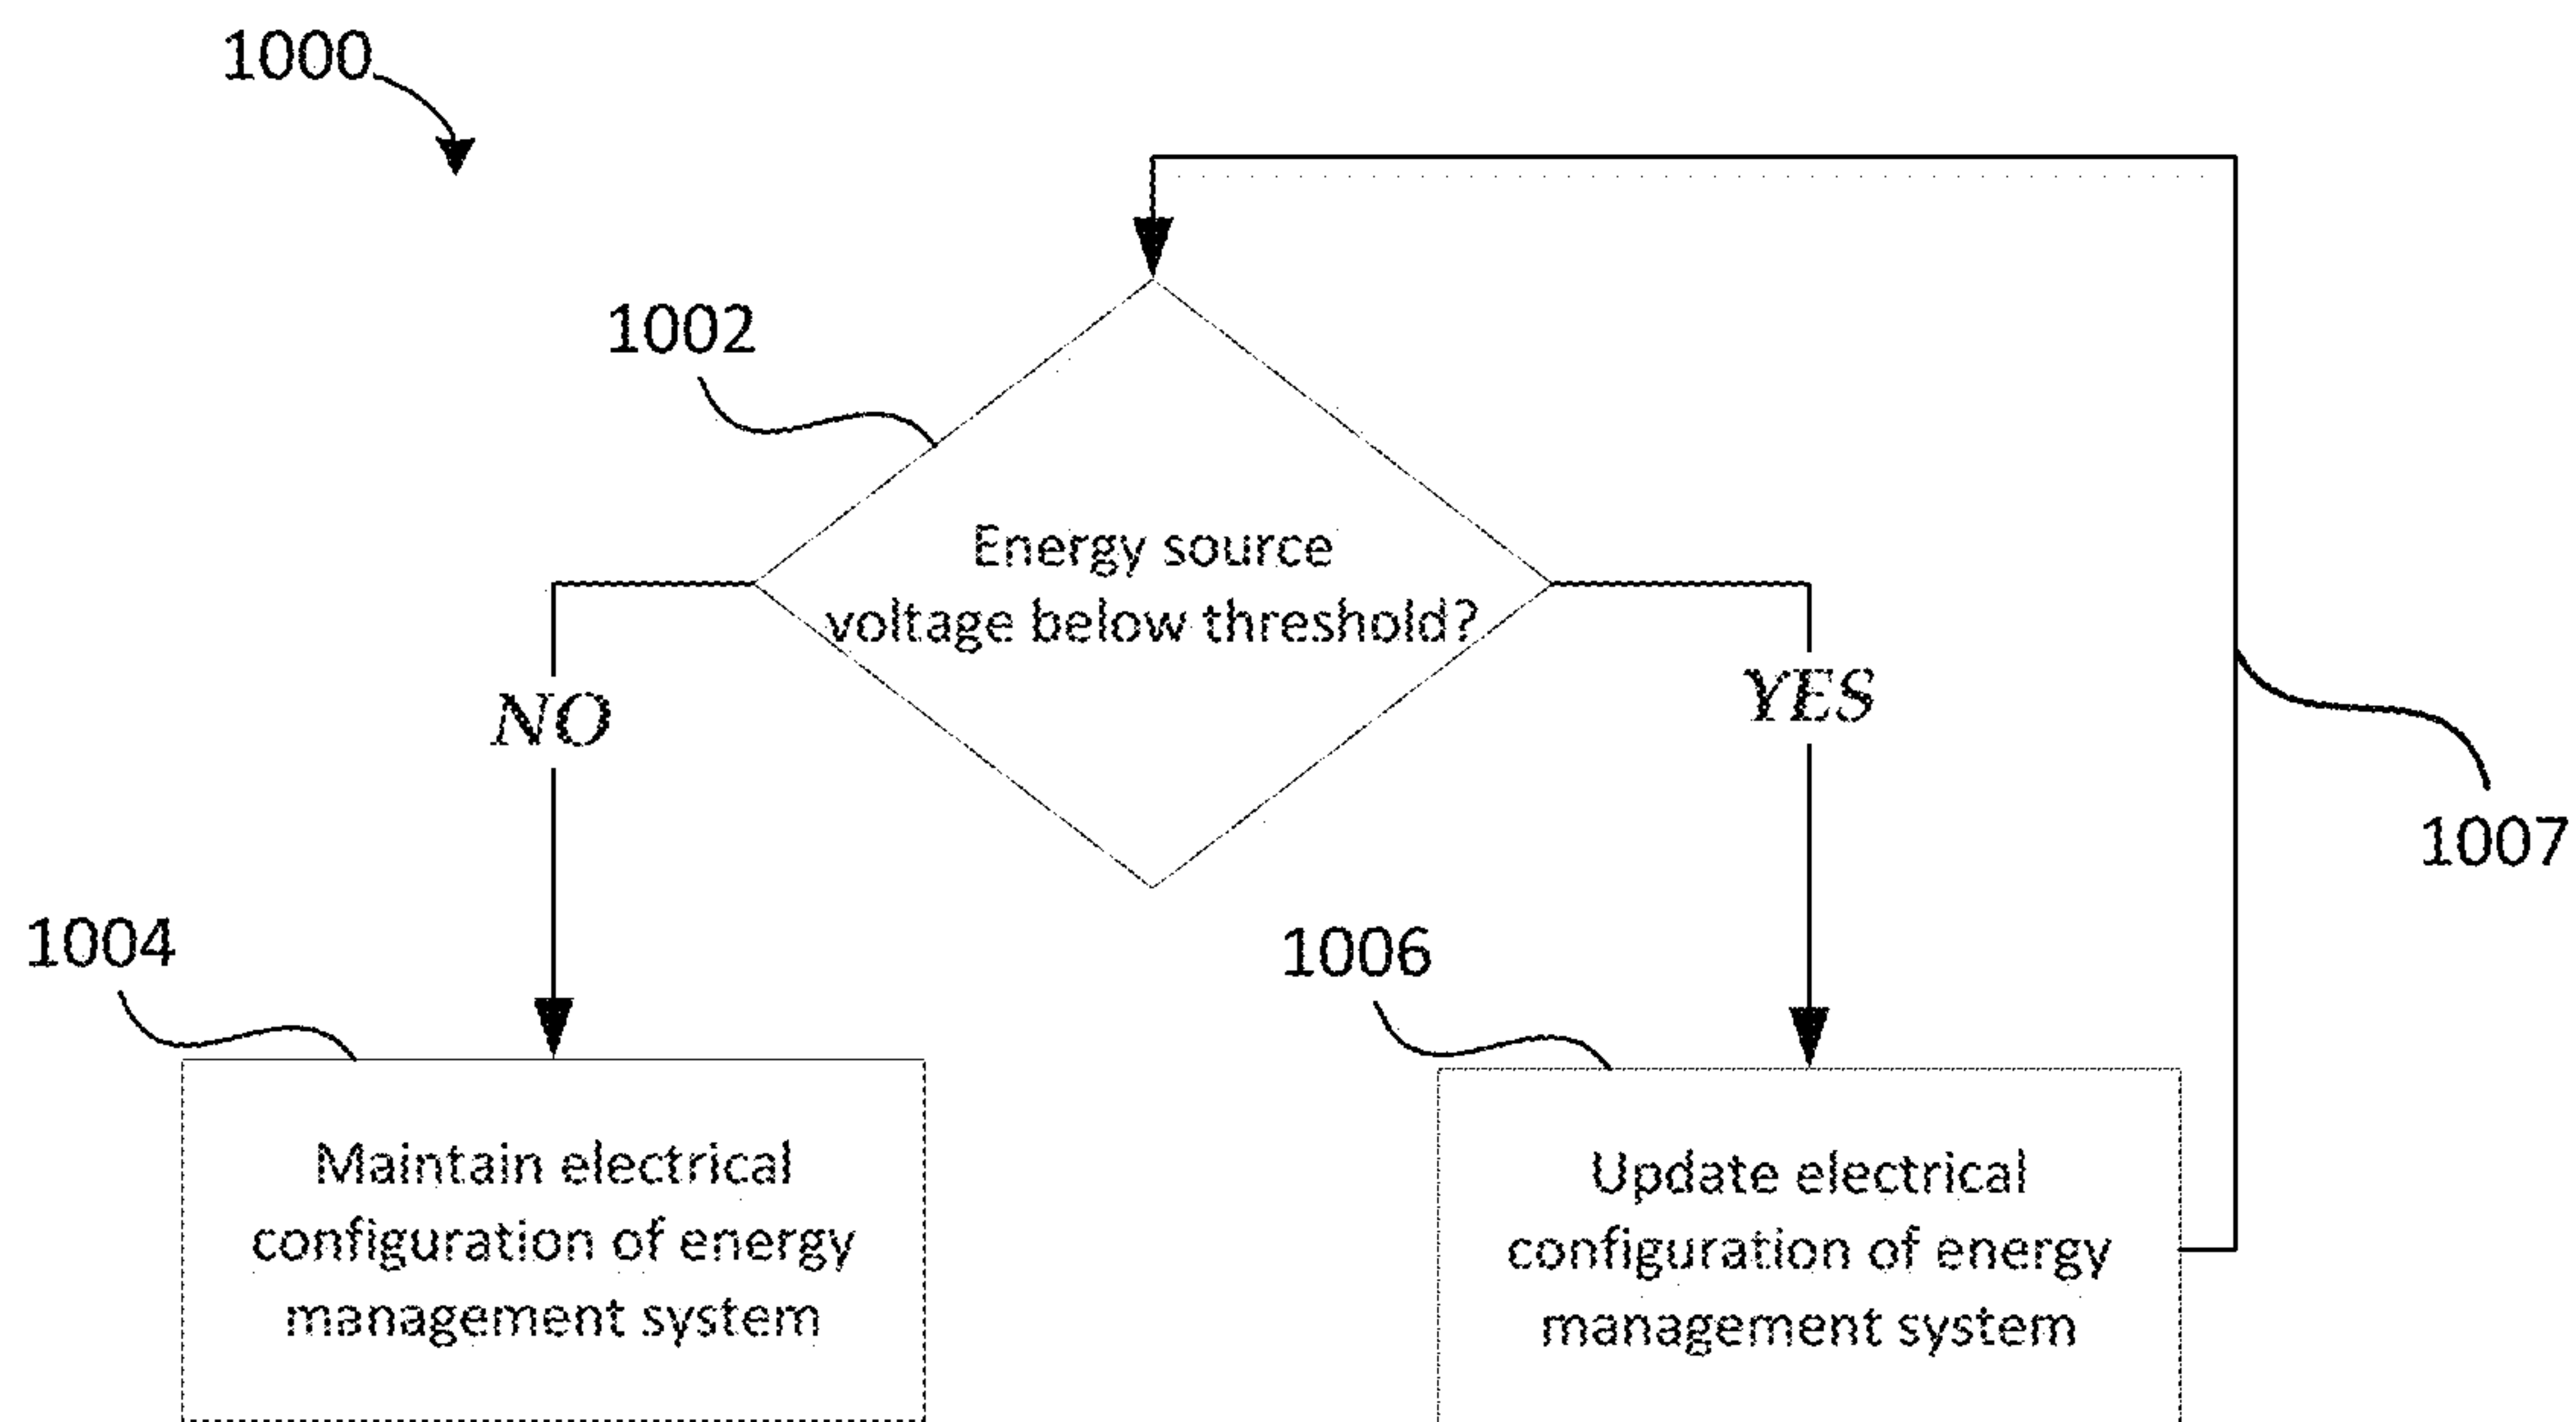 1000
1002
Energy source
voltage below threshold?
NO
YES
1007
1004
1006
Maintain electrical
configuration of energy
management system
Update electrical
configuration of energy
management system